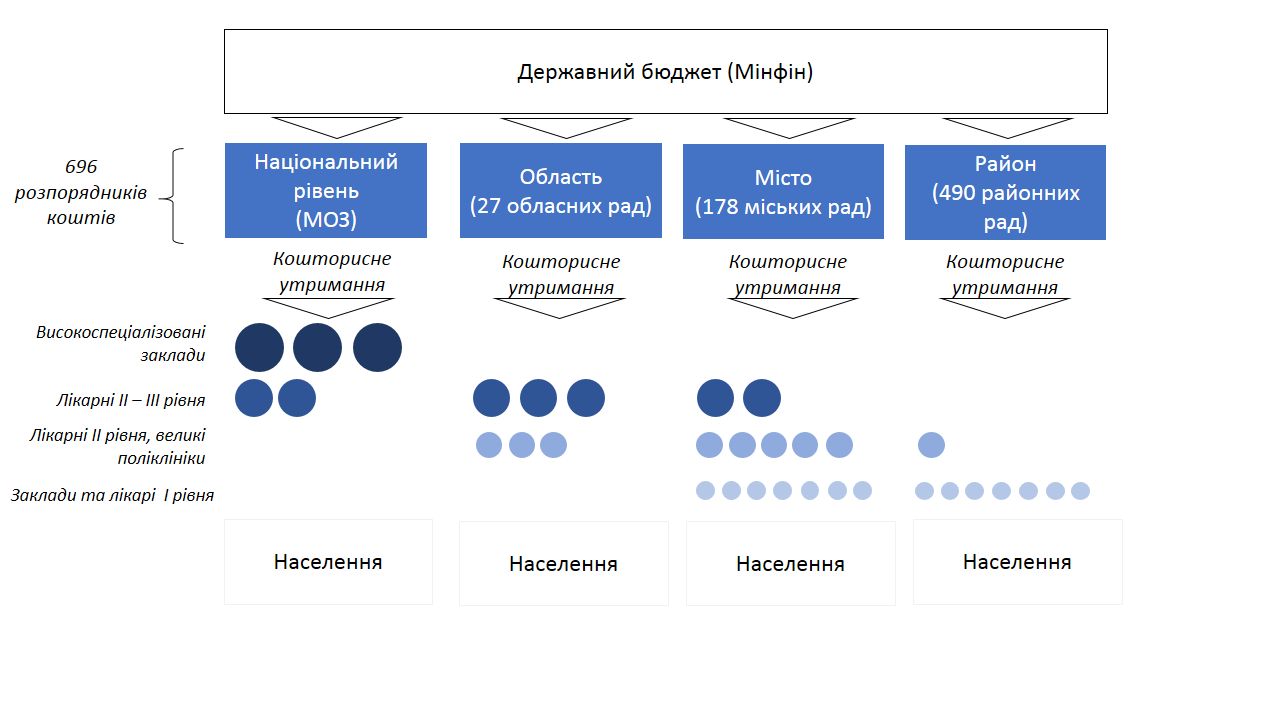 Державний бюджет (Мінфін)
696
розпорядників
коштів
Національний
рівень
(МОЗ)
Область
(27 обласних рад)
Місто
(178 міських рад)
Район
(490 районних
рад)
Кошторисне
утримання
Кошторисне
утримання
Кошторисне
утримання
Кошторисне
утримання
Високоспеціалізовані
заклади
Лікарні ІІ – ІІІ рівня
Лікарні ІІ рівня, великі
поліклініки
Заклади та лікарі І рівня
Населення
Населення
Населення
Населення